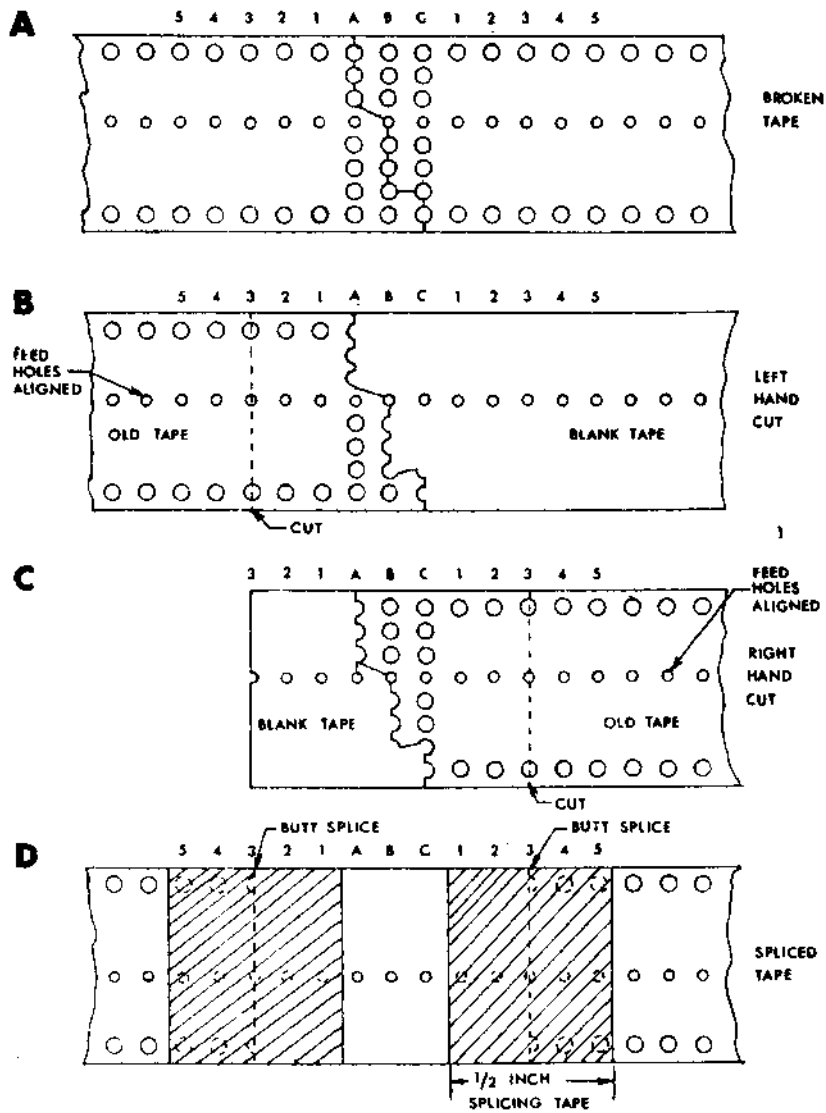 A
5 4 3 2 1 A B C 1 2 3 4 5
BROKEN
TAPE
B
5 4 3 2 1 A B C 1 2 3 4 5
FEED
HOLES
ALIGNED
OLD TAPE
BLANK TAPE
LEFT
HAND
CUT
CUT
1
C
3 2 1 A B C 1 2 3 4 5
FEED
HOLES
ALIGNED
RIGHT
HAND
CUT
BLANK TAPE
OLD TAPE
CUT
BUTT SPLICE
BUTT SPLICE
D
5 4 3 2 1 A B C 1 2 3 4 5
SPLICED
TAPE
1/2 INCH
SPLICING TAPE